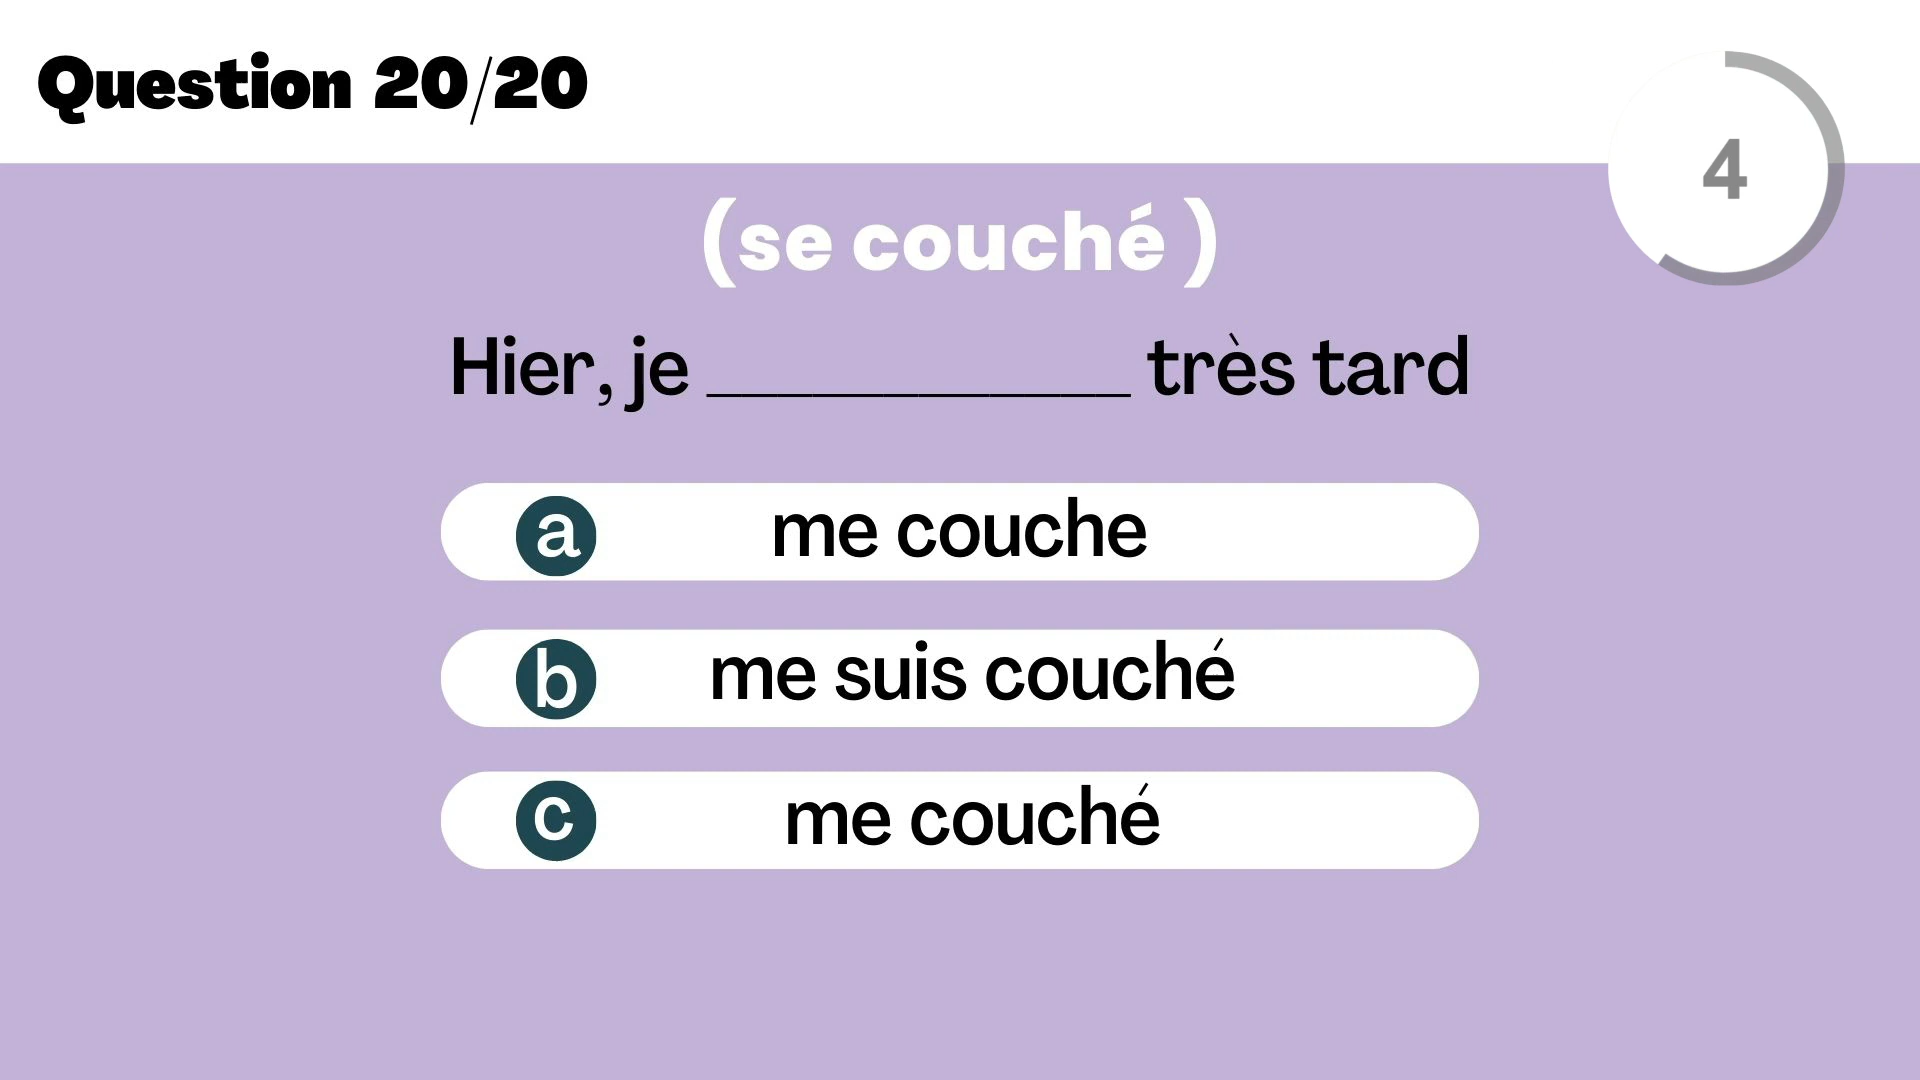 Question 20/20
4
(se couché )
Hier, je ____________ très tard
a me couche
b me suis couché
c me couché